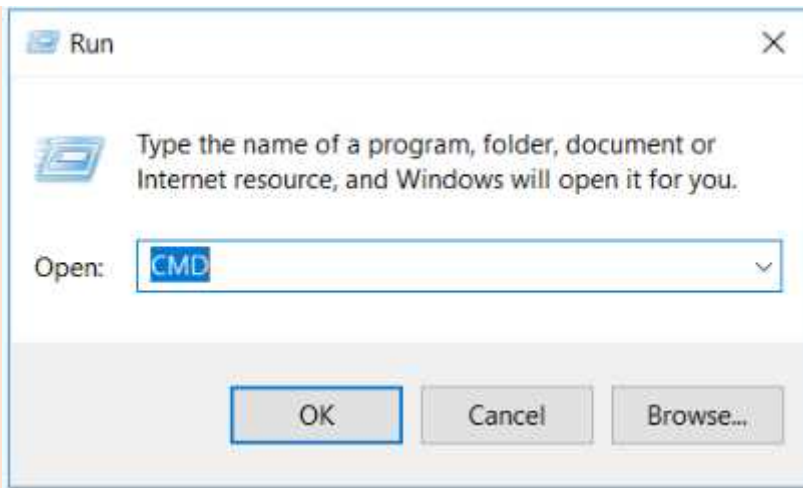 Run
Type the name of a program, folder, document or
Internet resource, and Windows will open it for you.
Open: CMD
OK Cancel Browse...